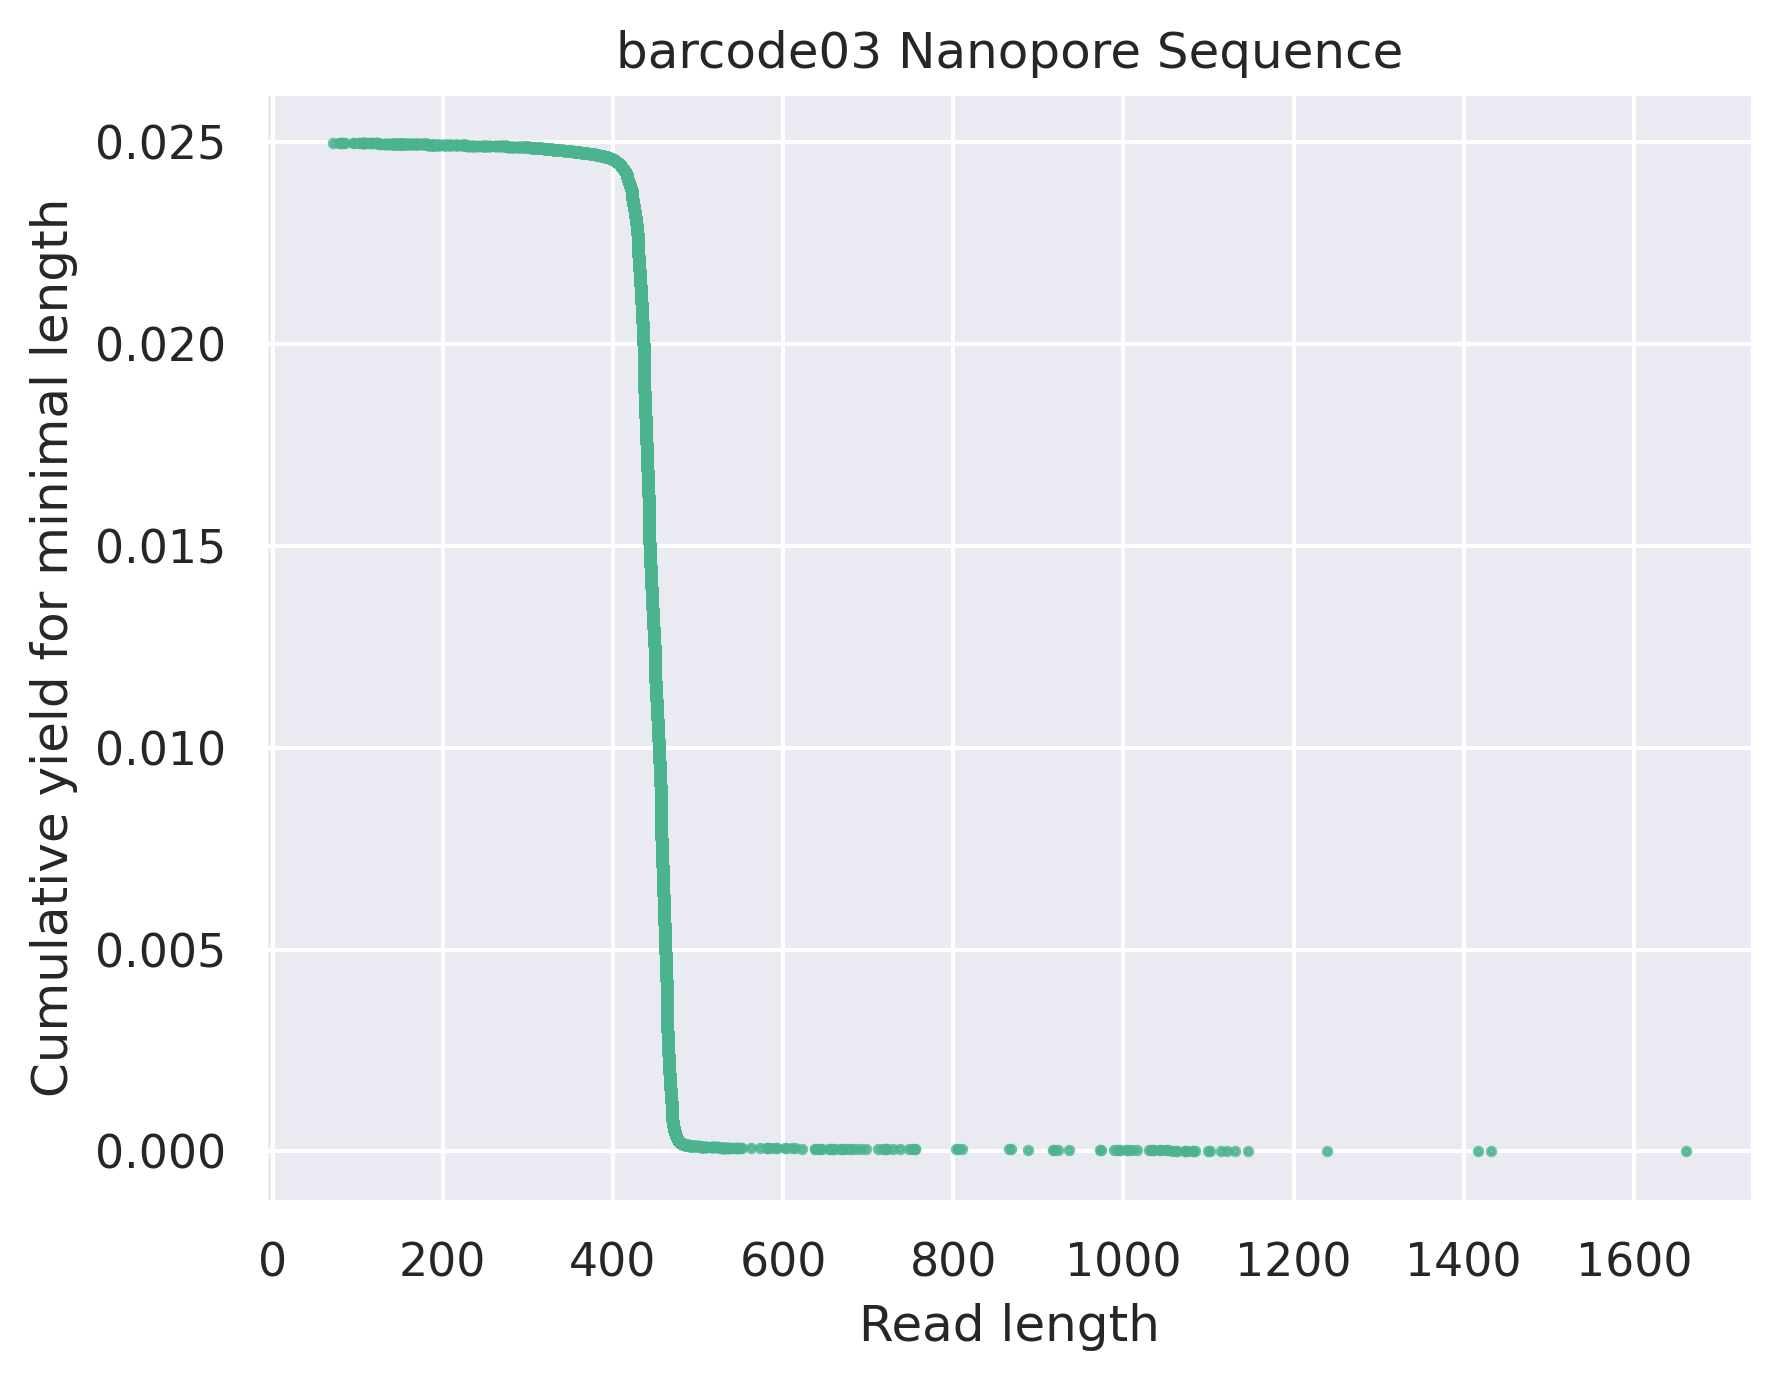 barcode03 Nanopore Sequence
Cumulative yield for minimal length
0.025
0.020
0.015
0.010
0.005
0.000
0 200 400 600 800 1000 1200 1400 1600
Read length